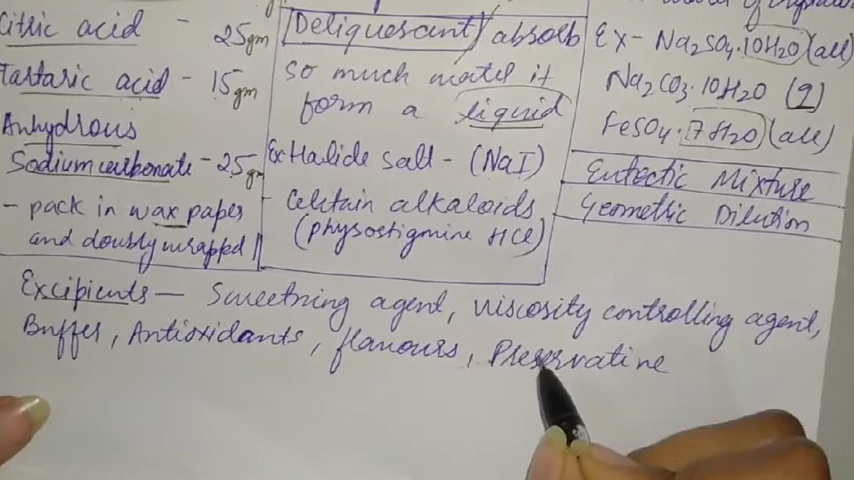 Citric acid - 25gm
Tartaric acid - 15gm
Anhydrous
Sodium carbonate - 25gm
- pack in wax paper
and doubly wrapped
Deliquescant absorb
so much water it
form a liquid
Ex Halide salt - (NaI)
- Certain alkaloids
(physostigmine HCl)
Ex- Na2SO4.10H2O (all)
Na2CO3.10H2O (9)
FeSO4.7H2O (all)
Eutectic Mixture
Geometric Dilution
Excipients - Sweetning agent, viscosity controlling agent,
Buffer, Antioxidants, flavours, Preservative